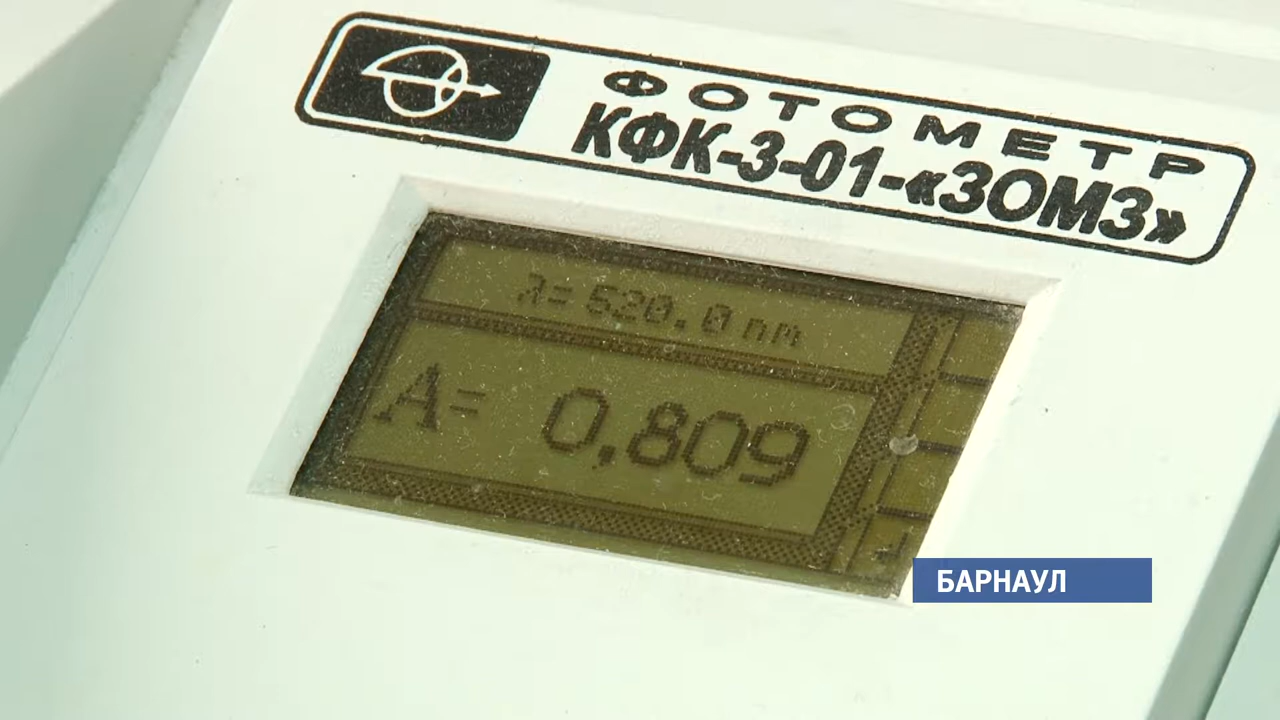 ФОТОМЕТР
КФК-3-01-«ЗОМЗ»
λ= 520.0 nm
A= 0,809
БАРНАУЛ